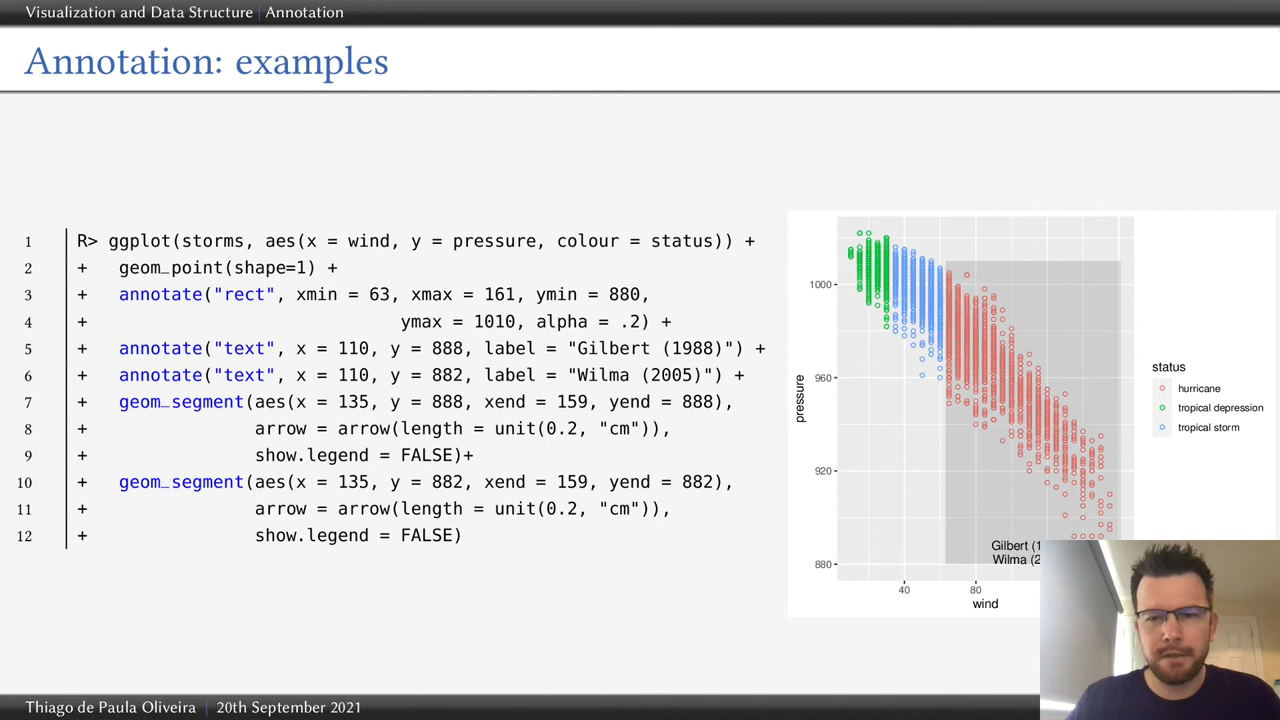 Visualization and Data Structure | Annotation
Annotation: examples
1 R> ggplot(storms, aes(x = wind, y = pressure, colour = status)) +
2 + geom_point(shape=1) +
3 + annotate("rect", xmin = 63, xmax = 161, ymin = 880,
4 + ymax = 1010, alpha = .2) +
5 + annotate("text", x = 110, y = 888, label = "Gilbert (1988)") +
6 + annotate("text", x = 110, y = 882, label = "Wilma (2005)") +
7 + geom_segment(aes(x = 135, y = 888, xend = 159, yend = 888),
8 + arrow = arrow(length = unit(0.2, "cm")),
9 + show.legend = FALSE)+
10 + geom_segment(aes(x = 135, y = 882, xend = 159, yend = 882),
11 + arrow = arrow(length = unit(0.2, "cm")),
12 + show.legend = FALSE)
1000
960
920
880
pressure
Gilbert (1
Wilma (2
40 80
wind
status
hurricane
tropical depression
tropical storm
Thiago de Paula Oliveira | 20th September 2021